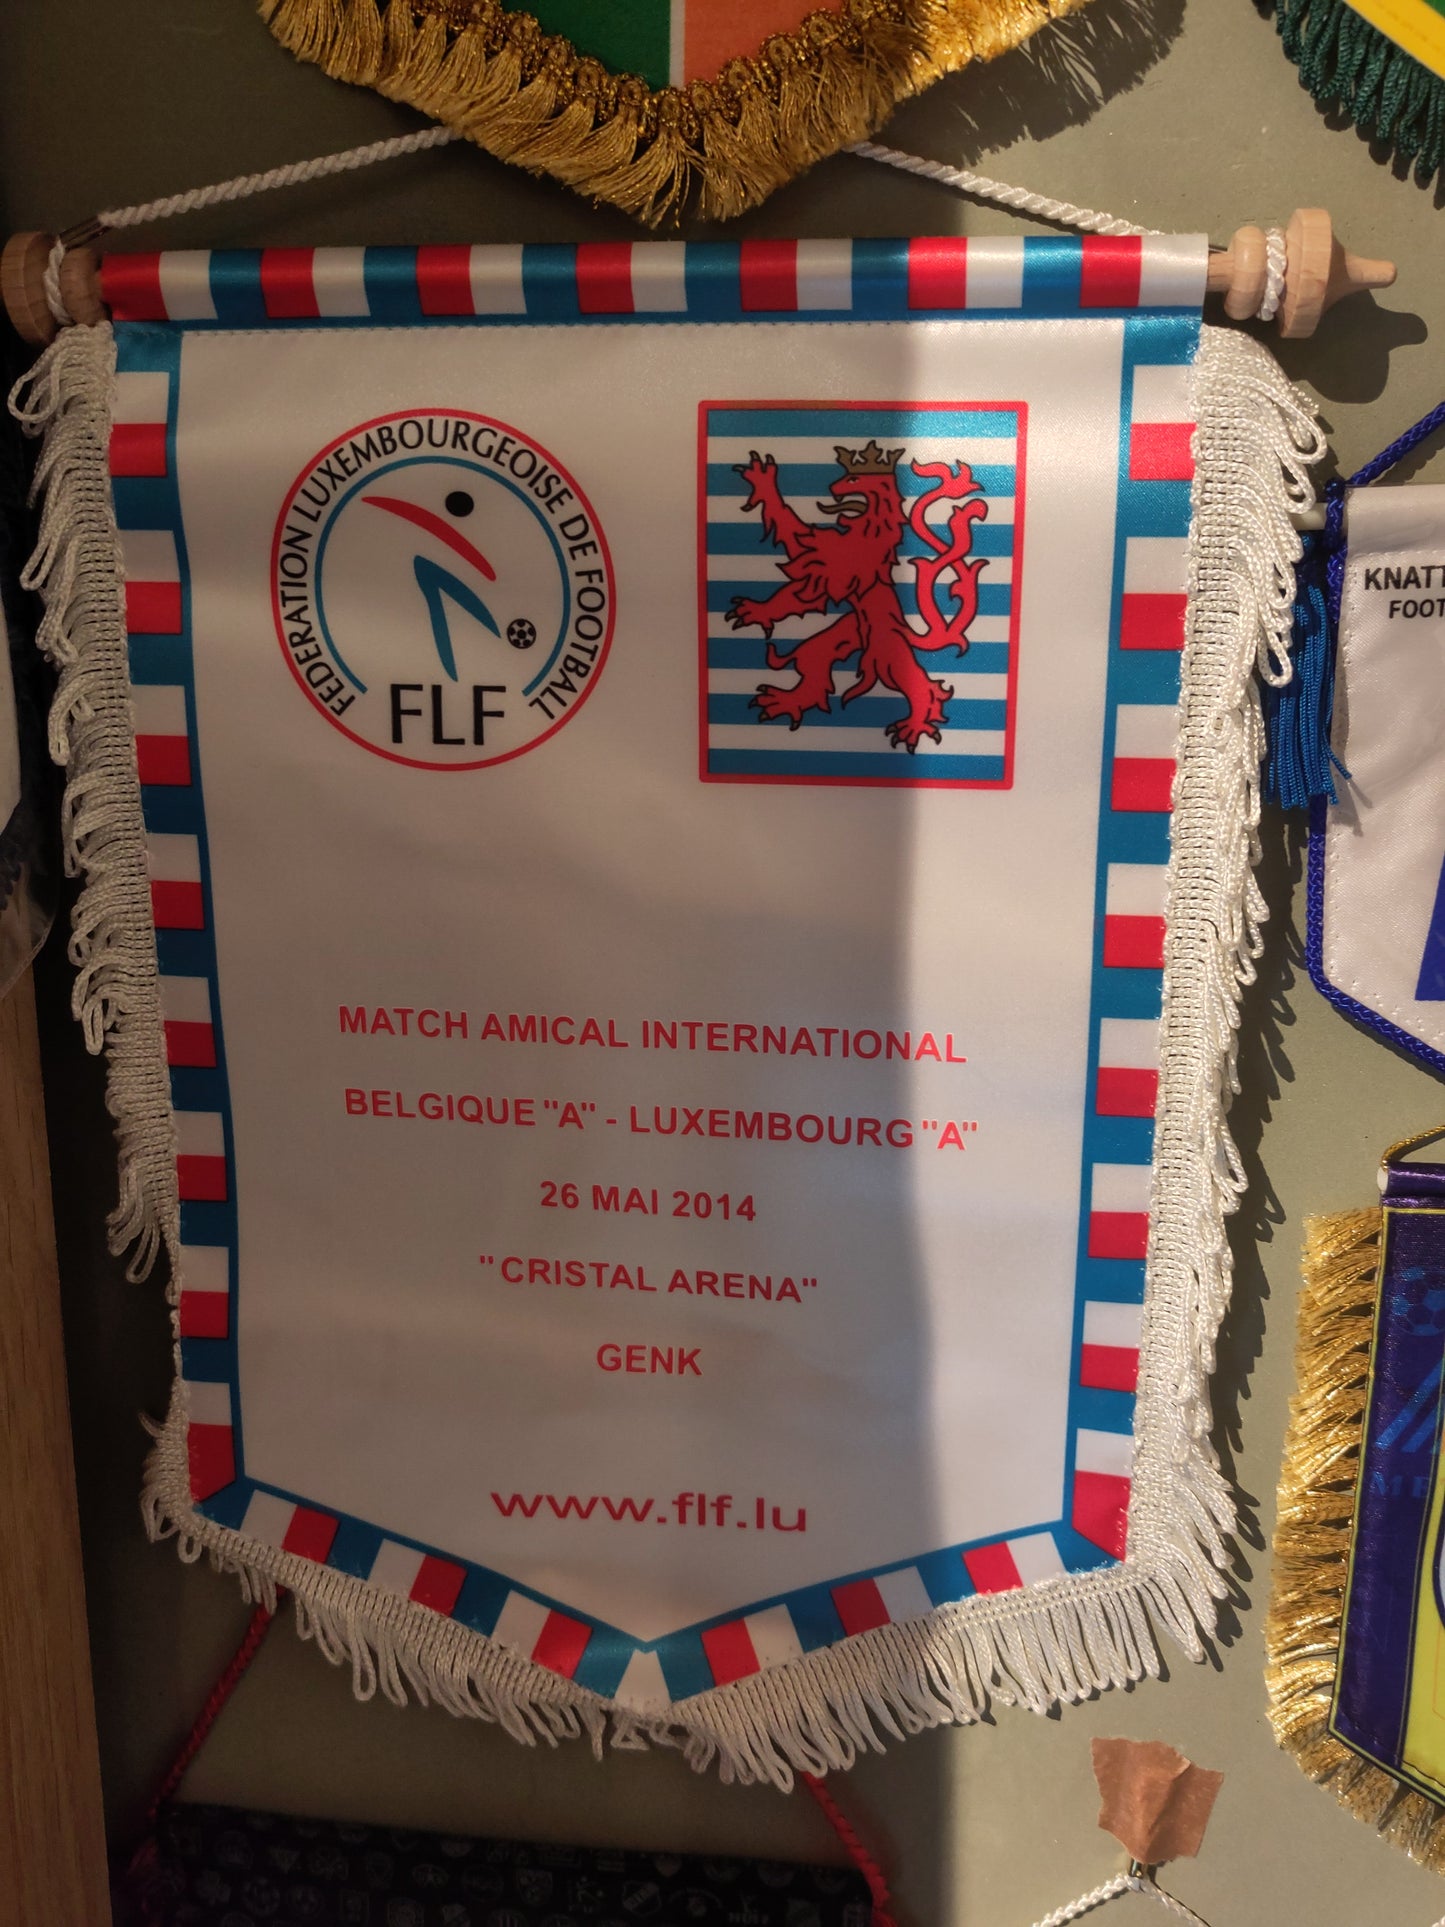 FÉDÉRATION LUXEMBOURGEOISE DE FOOTBALL
FLF
MATCH AMICAL INTERNATIONAL
BELGIQUE "A" - LUXEMBOURG "A"
26 MAI 2014
"CRISTAL ARENA"
GENK
www.flf.lu
KNATT
FOOT